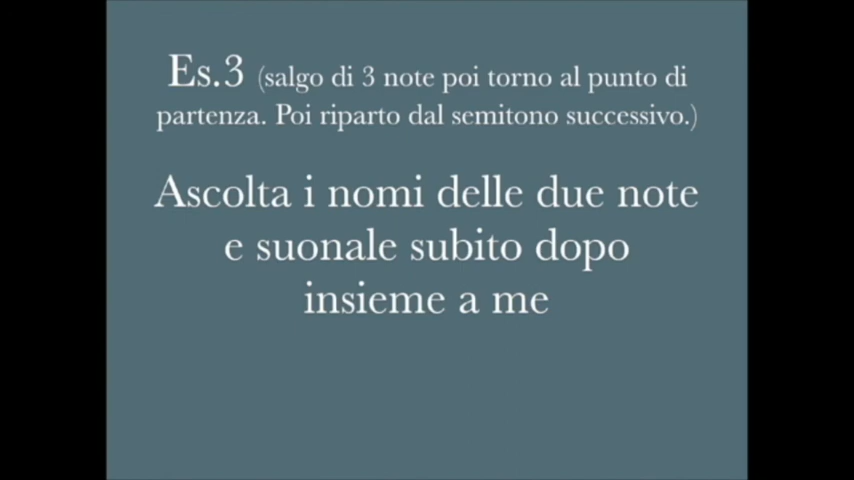 Es.3 (salgo di 3 note poi torno al punto di
partenza. Poi riparto dal semitono successivo.)
Ascolta i nomi delle due note
e suonale subito dopo
insieme a me